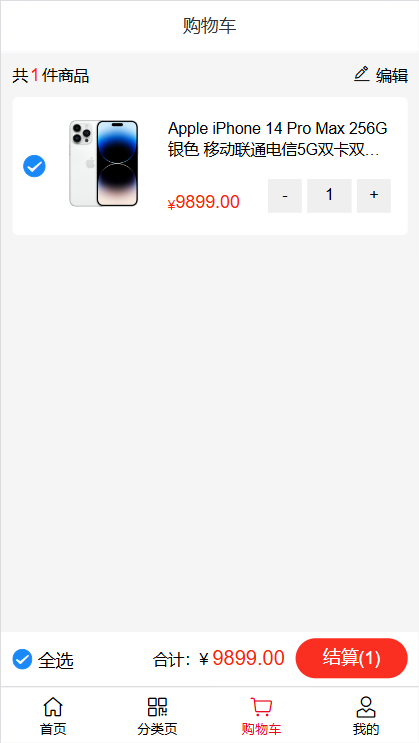 购物车
共1件商品 编辑
Apple iPhone 14 Pro Max 256G
银色 移动联通电信5G双卡双…
¥9899.00 - 1 +
全选 合计：¥ 9899.00 结算(1)
首页 分类页 购物车 我的